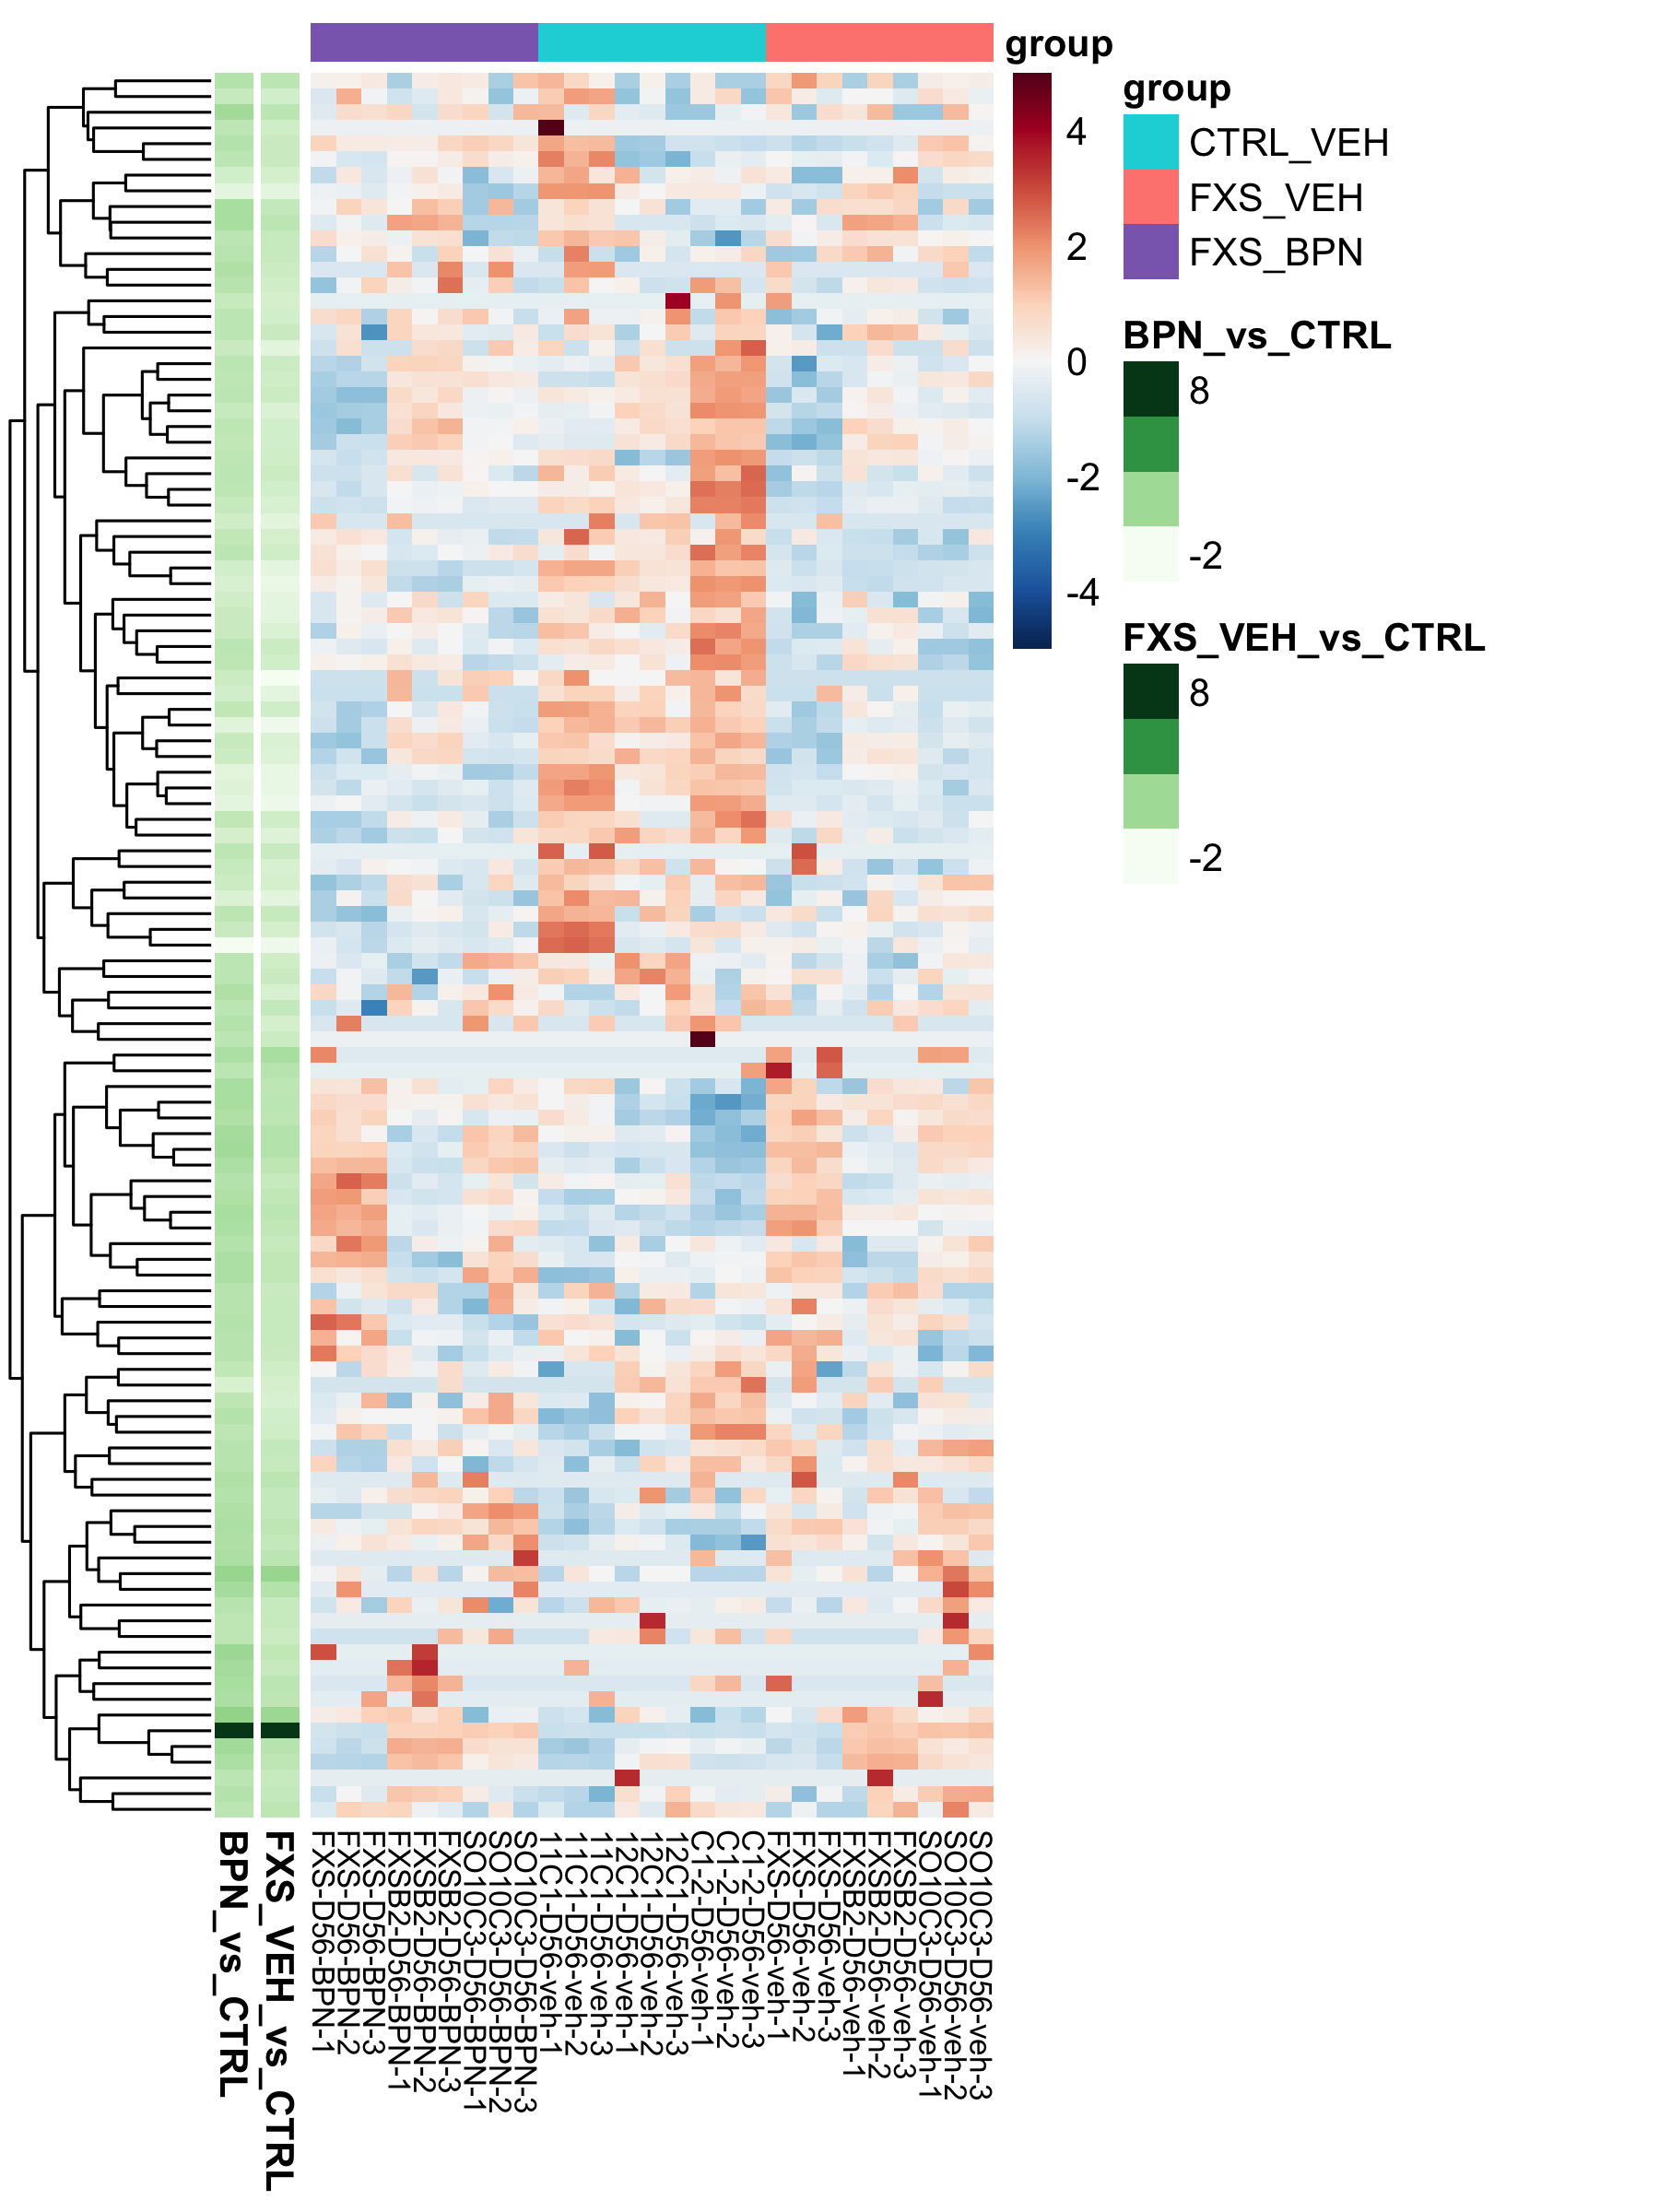 group
4
2
0
-2
-4
group
CTRL_VEH
FXS_VEH
FXS_BPN
BPN_vs_CTRL
8
-2
FXS_VEH_vs_CTRL
8
-2
BPN_vs_CTRL
FXS_VEH_vs_CTRL
FXS-D56-BPN-1
FXS-D56-BPN-2
FXS-D56-BPN-3
FXSB2-D56-BPN-1
FXSB2-D56-BPN-2
FXSB2-D56-BPN-3
SO10C3-D56-BPN-1
SO10C3-D56-BPN-2
SO10C3-D56-BPN-3
11C1-D56-veh-1
11C1-D56-veh-2
11C1-D56-veh-3
12C1-D56-veh-1
12C1-D56-veh-2
12C1-D56-veh-3
C1-2-D56-veh-1
C1-2-D56-veh-2
C1-2-D56-veh-3
FXS-D56-veh-1
FXS-D56-veh-2
FXS-D56-veh-3
FXSB2-D56-veh-1
FXSB2-D56-veh-2
FXSB2-D56-veh-3
SO10C3-D56-veh-1
SO10C3-D56-veh-2
SO10C3-D56-veh-3